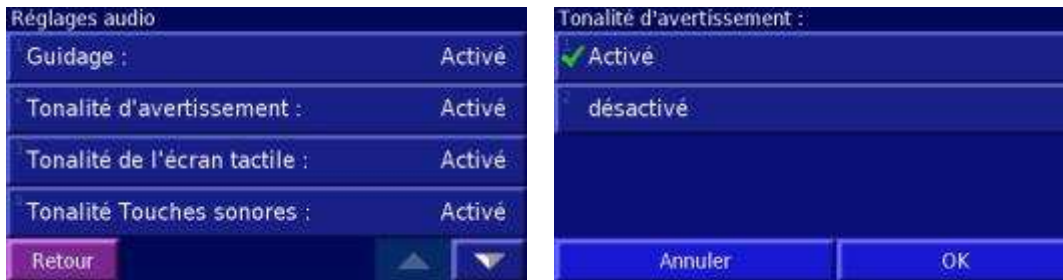 Réglages audio
Guidage : Activé
Tonalité d'avertissement : Activé
Tonalité de l'écran tactile : Activé
Tonalité Touches sonores : Activé
Retour
Tonalité d'avertissement :
Activé
désactivé
Annuler OK